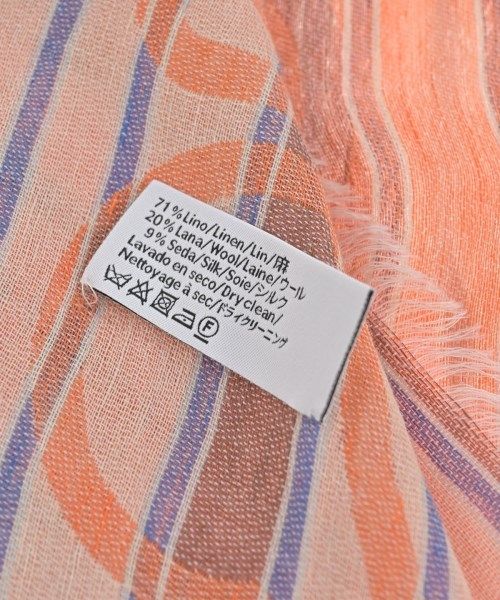 71%Lino/Linen/Lin/麻
20%Lana/Wool/Laine/ウール
9%Seda/Silk/Soie/シルク
Lavado en seco/Dry clean/
Nettoyage à sec/ドライクリーニング
F